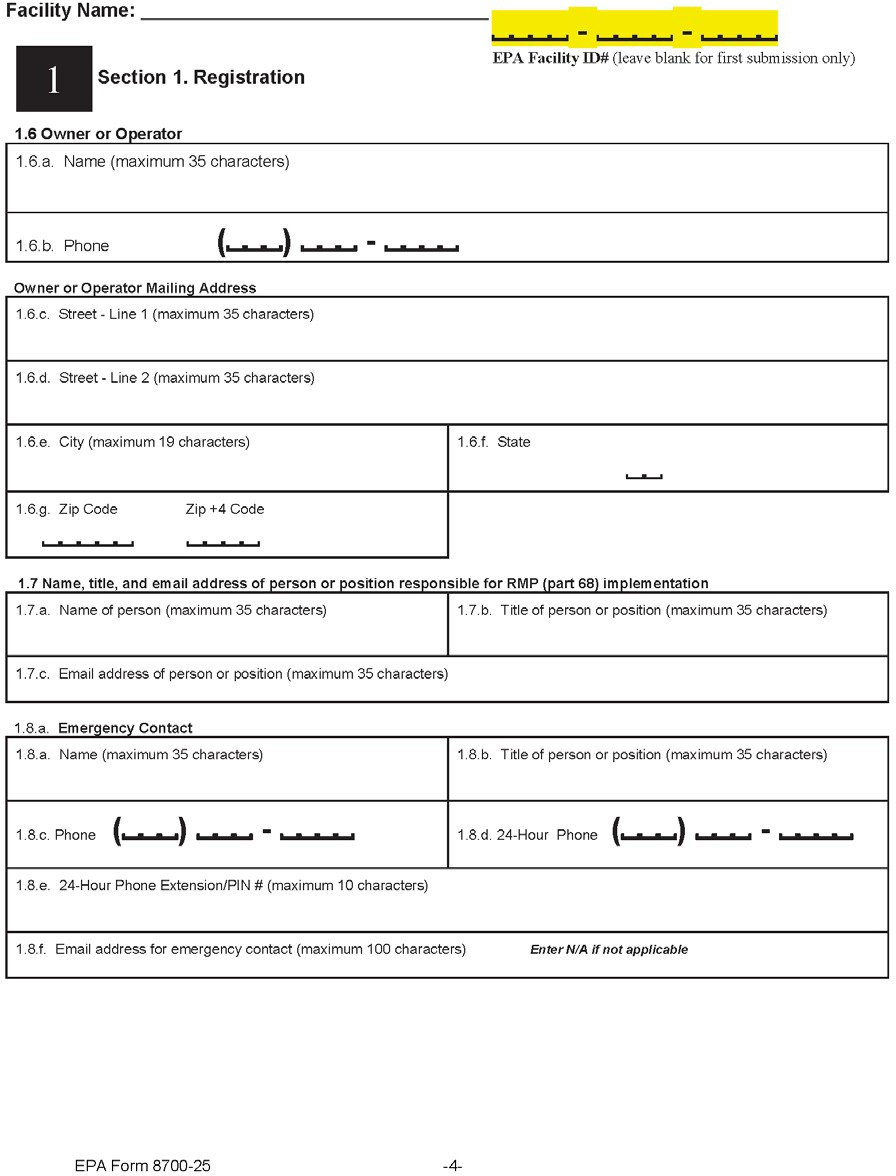 Facility Name: ____________________
- -
EPA Facility ID# (leave blank for first submission only)
1 Section 1. Registration
1.6 Owner or Operator
1.6.a. Name (maximum 35 characters)
1.6.b. Phone ( ) -
Owner or Operator Mailing Address
1.6.c. Street - Line 1 (maximum 35 characters)
1.6.d. Street - Line 2 (maximum 35 characters)
1.6.e. City (maximum 19 characters) 1.6.f. State
1.6.g. Zip Code Zip +4 Code
1.7 Name, title, and email address of person or position responsible for RMP (part 68) implementation
1.7.a. Name of person (maximum 35 characters) 1.7.b. Title of person or position (maximum 35 characters)
1.7.c. Email address of person or position (maximum 35 characters)
1.8.a. Emergency Contact
1.8.a. Name (maximum 35 characters) 1.8.b. Title of person or position (maximum 35 characters)
1.8.c. Phone ( ) - 1.8.d. 24-Hour Phone ( ) -
1.8.e. 24-Hour Phone Extension/PIN # (maximum 10 characters)
1.8.f. Email address for emergency contact (maximum 100 characters) Enter N/A if not applicable
EPA Form 8700-25 -4-